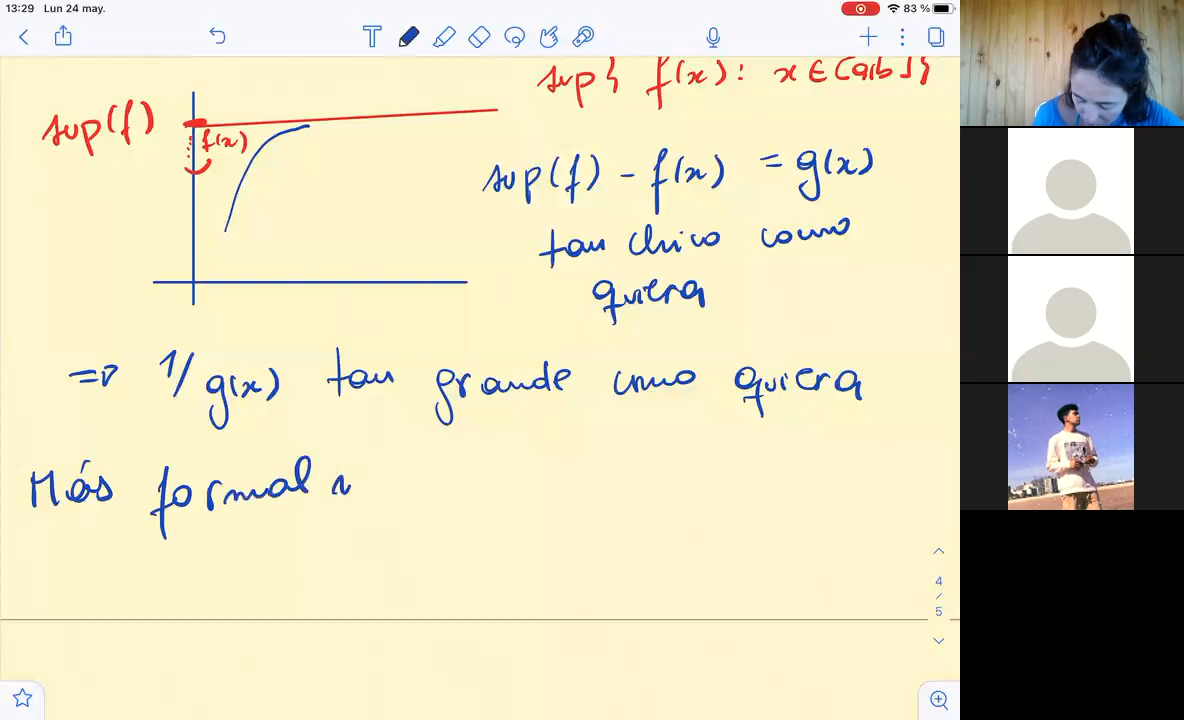 13:29 Lun 24 may.
83 %
sup{ f(x): x ∈ [a,b] }
sup(f)
f(x)
sup(f) - f(x) = g(x)
tan chico como
quiera
⇒ 1/g(x) tan grande como quiera
Más formal
4
/
5